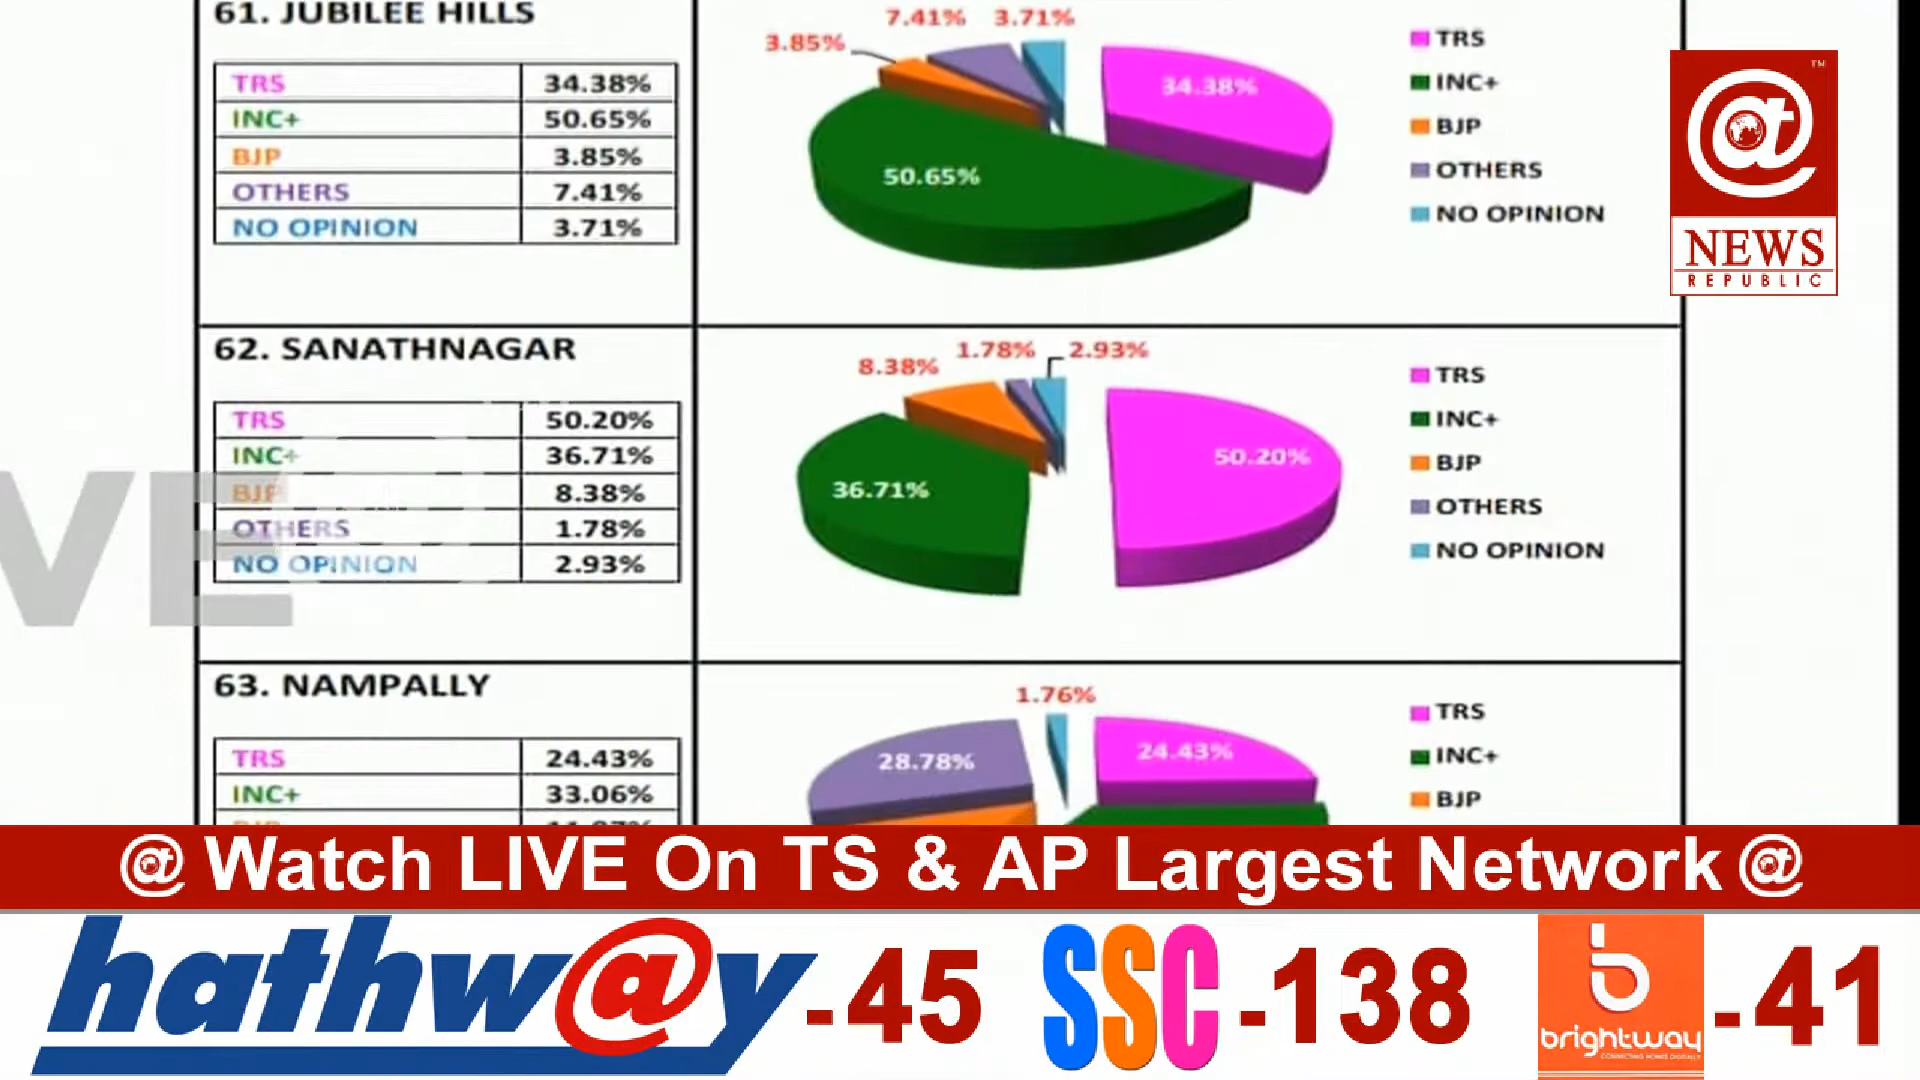 61. JUBILEE HILLS
TRS 34.38%
INC+ 50.65%
BJP 3.85%
OTHERS 7.41%
NO OPINION 3.71%
3.85% 7.41% 3.71%
34.38%
50.65%
TRS
INC+
BJP
OTHERS
NO OPINION
@ ™
NEWS
REPUBLIC
62. SANATHNAGAR
TRS 50.20%
INC+ 36.71%
BJP 8.38%
OTHERS 1.78%
NO OPINION 2.93%
VE
8.38% 1.78% 2.93%
50.20%
36.71%
TRS
INC+
BJP
OTHERS
NO OPINION
63. NAMPALLY
TRS 24.43%
INC+ 33.06%
1.76%
28.78% 24.43%
TRS
INC+
BJP
@ Watch LIVE On TS & AP Largest Network @
hathw@y -45 SSC -138 brightway -41